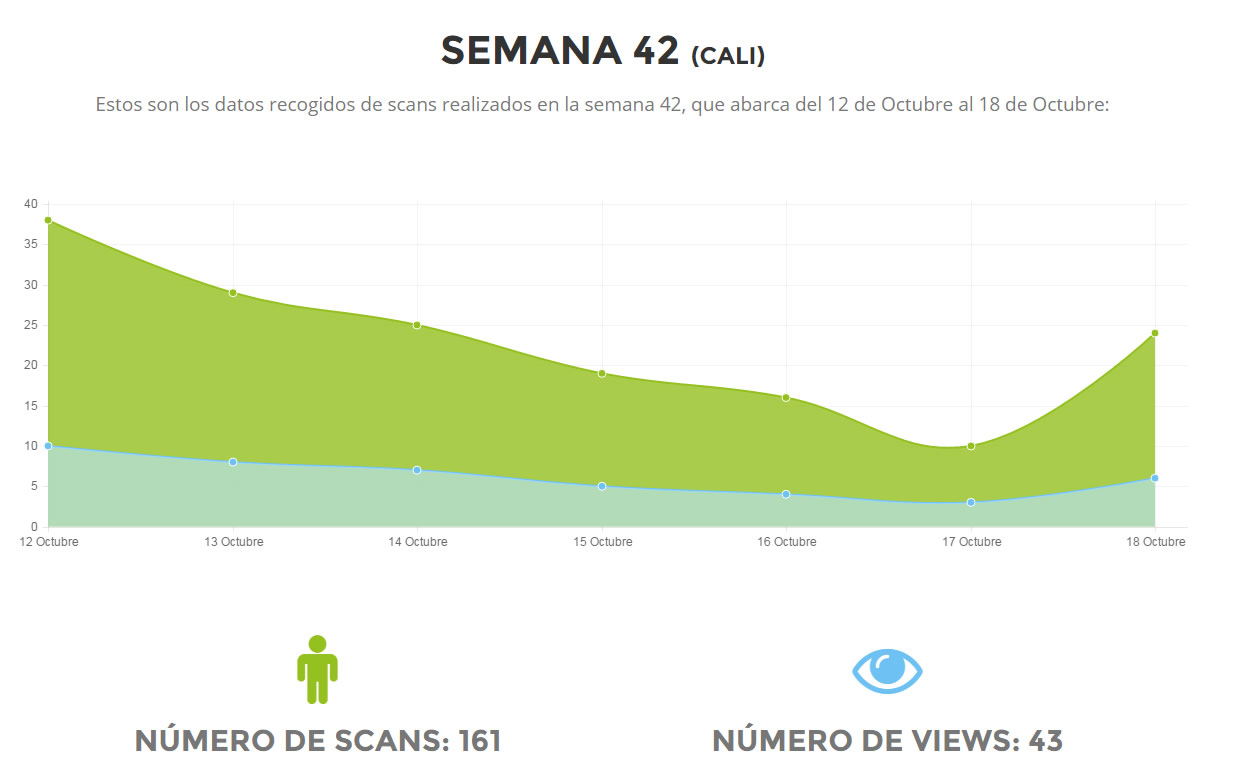 SEMANA 42 (CALI)
Estos son los datos recogidos de scans realizados en la semana 42, que abarca del 12 de Octubre al 18 de Octubre:
40
35
30
25
20
15
10
5
0
12 Octubre 13 Octubre 14 Octubre 15 Octubre 16 Octubre 17 Octubre 18 Octubre
NÚMERO DE SCANS: 161 NÚMERO DE VIEWS: 43